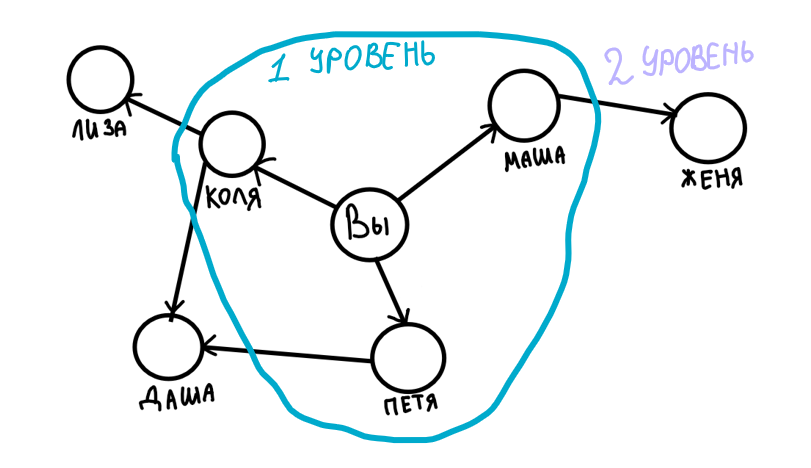 1 УРОВЕНЬ
2 УРОВЕНЬ
ЛИЗА
КОЛЯ
МАША
ЖЕНЯ
Вы
ДАША
ПЕТЯ